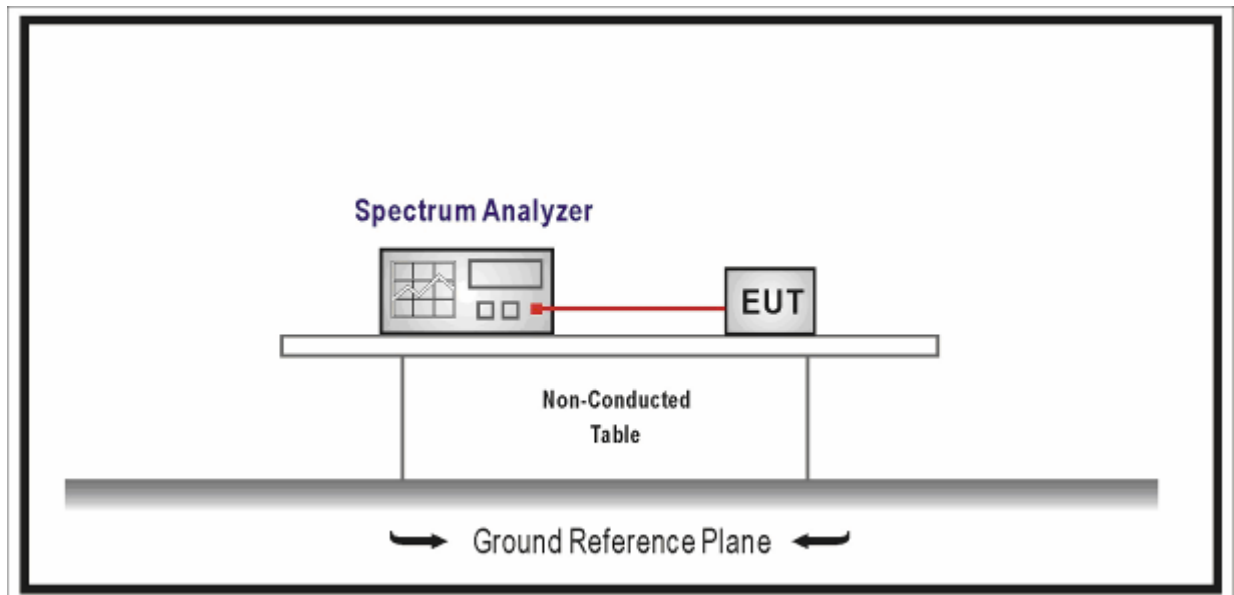 Spectrum Analyzer
EUT
Non-Conducted
Table
Ground Reference Plane